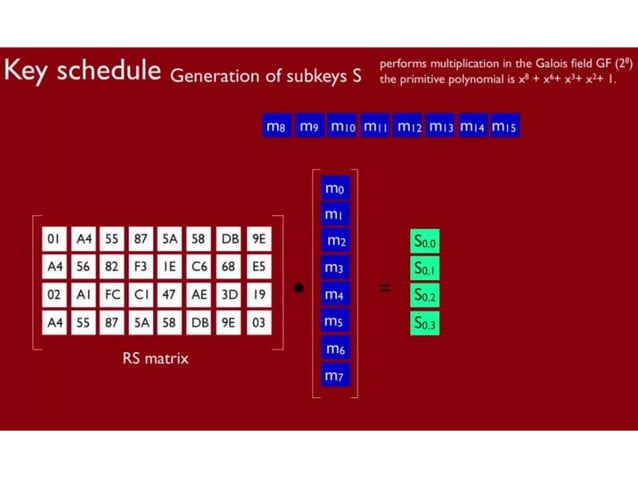 Key schedule Generation of subkeys S
performs multiplication in the Galois field GF (2⁸)
the primitive polynomial is x⁸ + x⁶+ x³+ x²+ 1.
m₈ m₉ m₁₀ m₁₁ m₁₂ m₁₃ m₁₄ m₁₅
m₀
m₁
m₂
m₃
m₄
m₅
m₆
m₇
01 A4 55 87 5A 58 DB 9E
A4 56 82 F3 1E C6 68 E5
02 A1 FC C1 47 AE 3D 19
A4 55 87 5A 58 DB 9E 03
• =
S₀,₀
S₀,₁
S₀,₂
S₀,₃
RS matrix